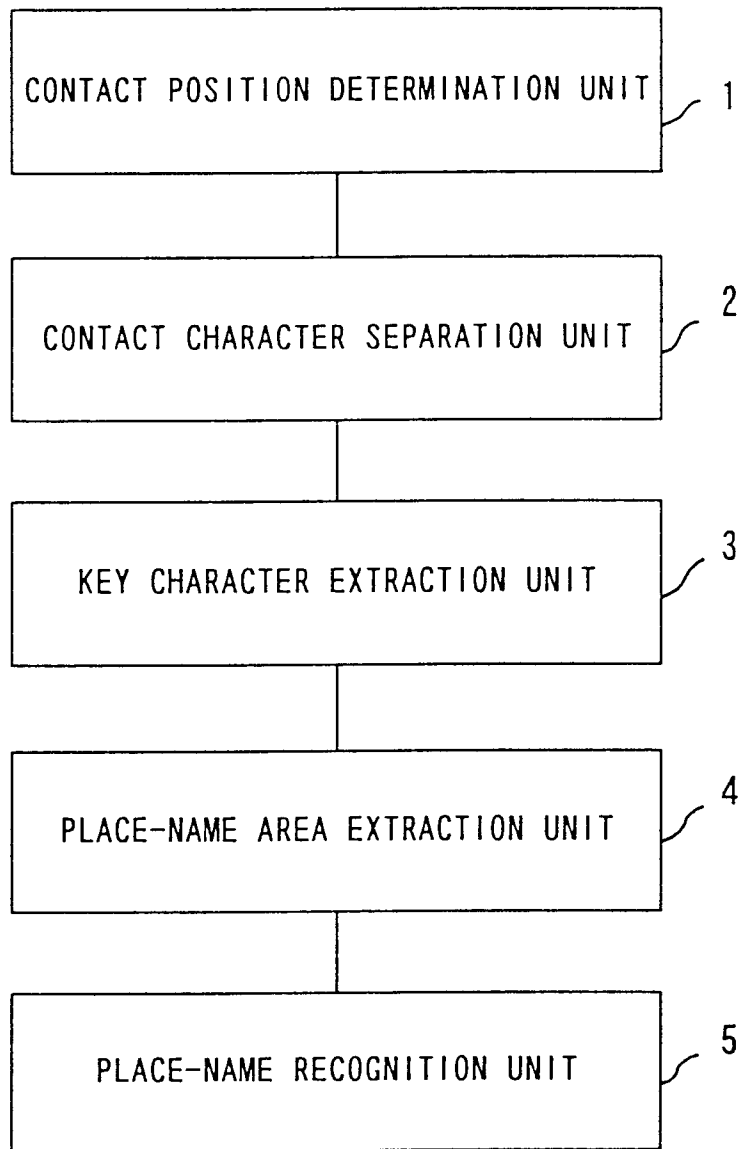 CONTACT POSITION DETERMINATION UNIT
1
CONTACT CHARACTER SEPARATION UNIT
2
KEY CHARACTER EXTRACTION UNIT
3
PLACE-NAME AREA EXTRACTION UNIT
4
PLACE-NAME RECOGNITION UNIT
5